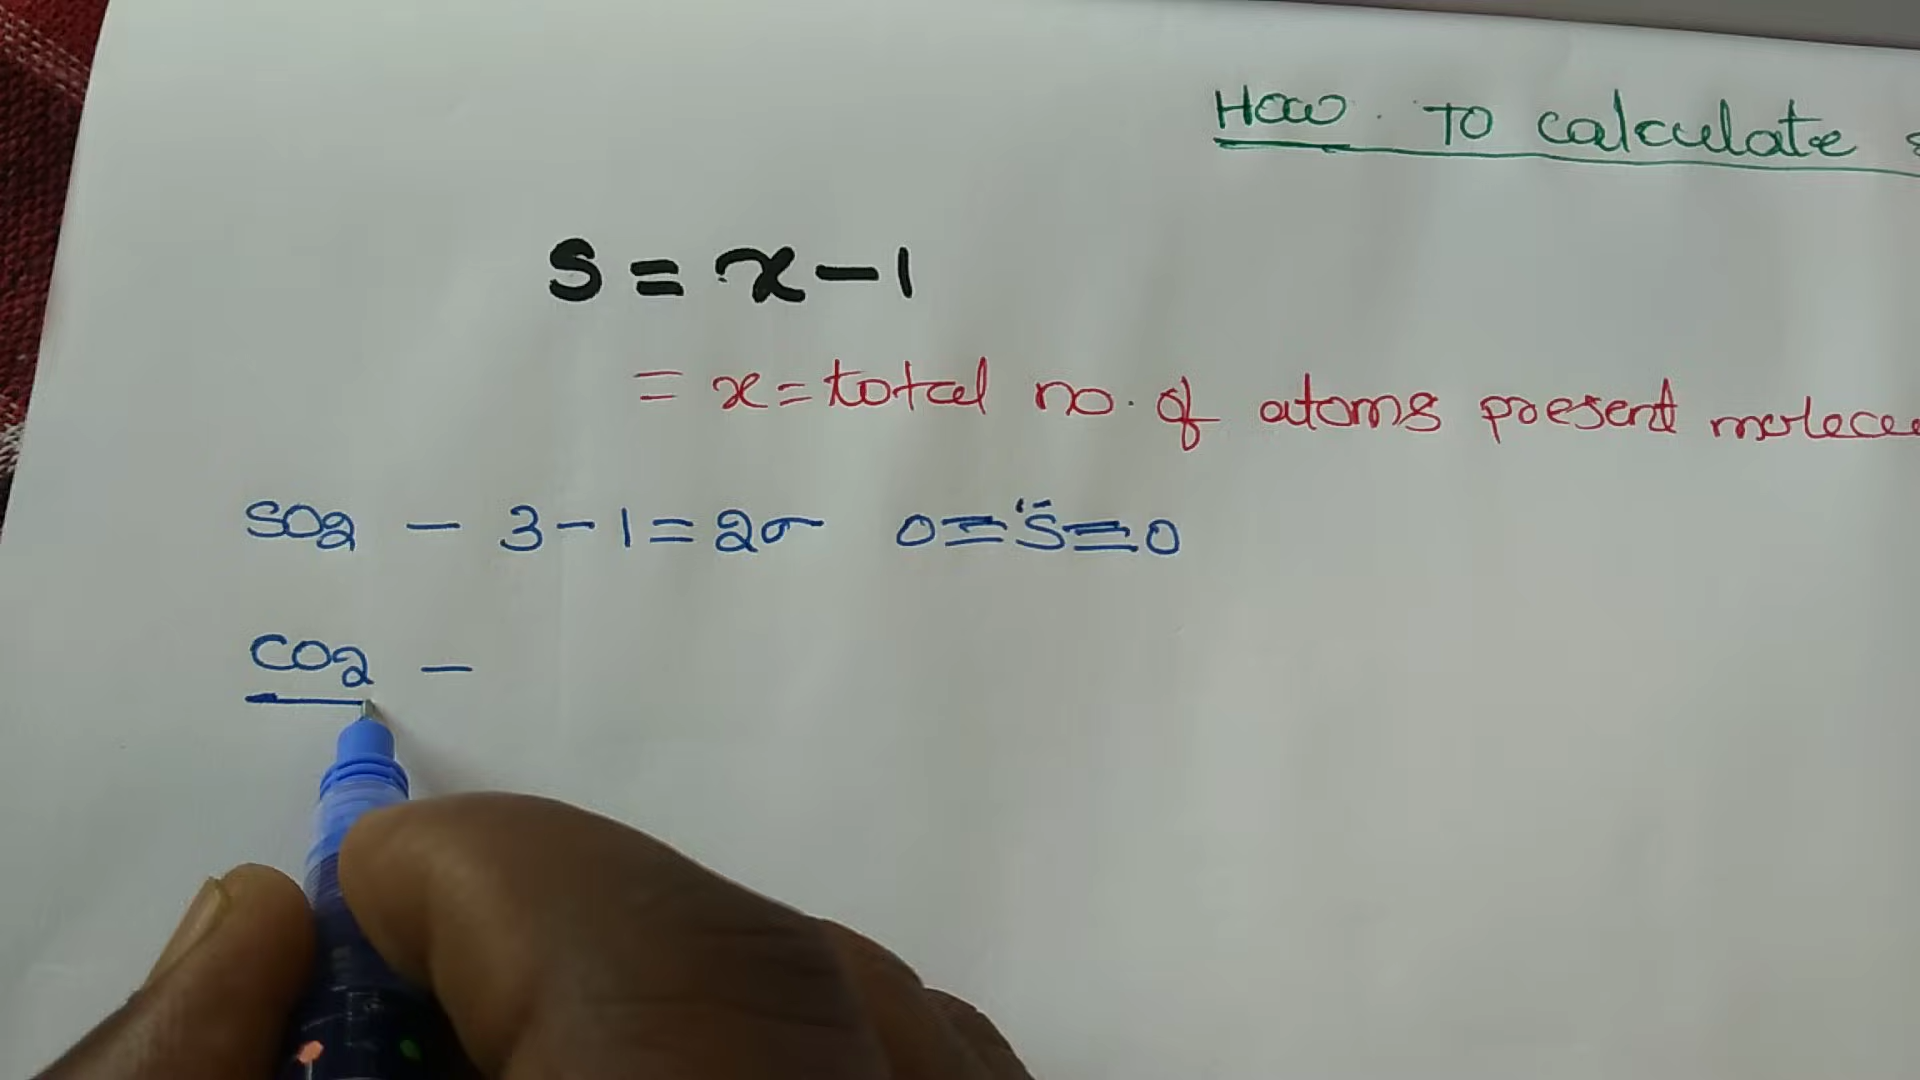 How To calculate
S = x - 1
= x = total no. of atoms present
SO2 - 3 - 1 = 2σ O = S = O
CO2 -